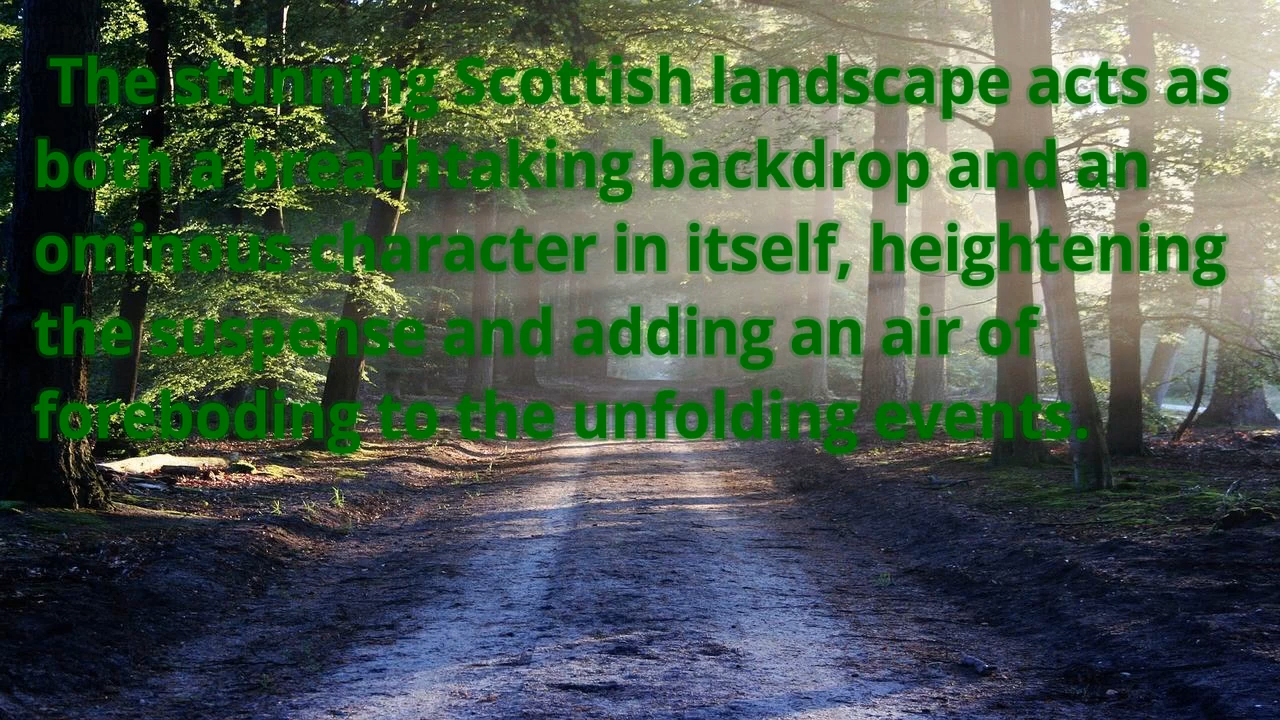 The stunning Scottish landscape acts as
both a breathtaking backdrop and an
ominous character in itself, heightening
the suspense and adding an air of
foreboding to the unfolding events.